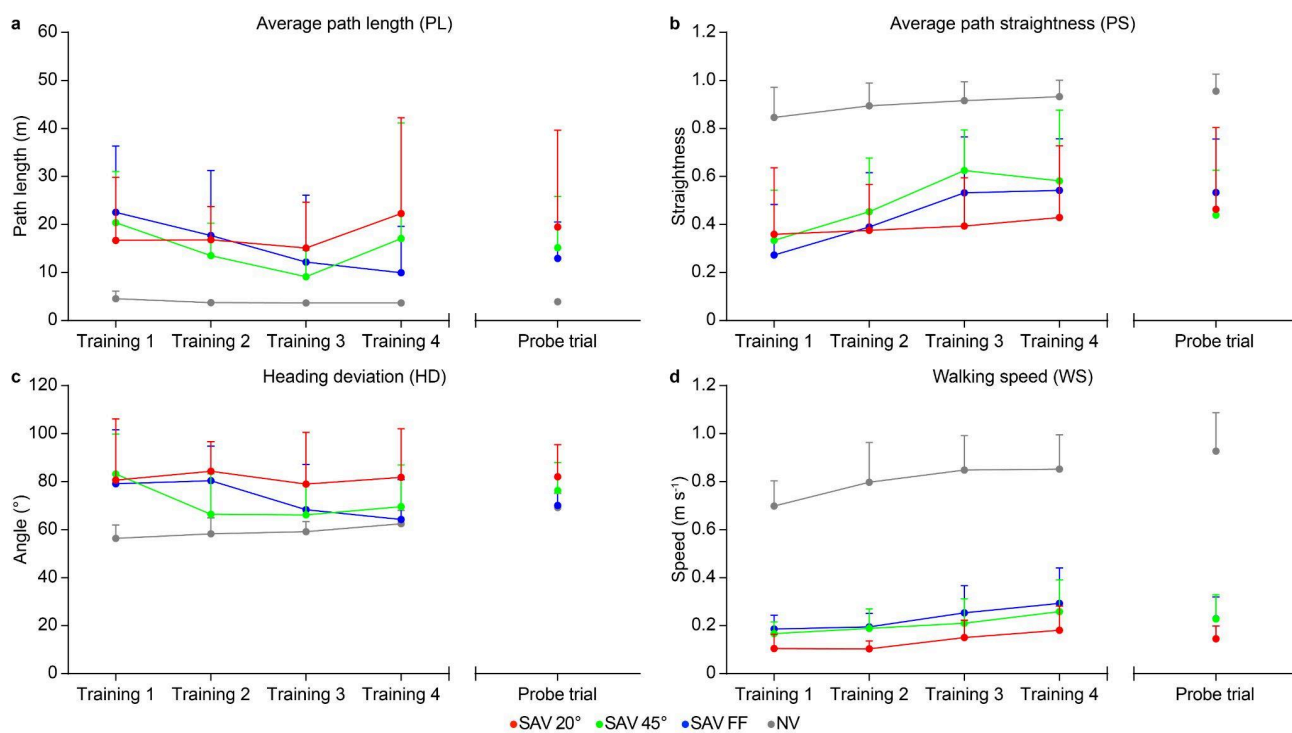 a Average path length (PL)
60
50
40
30
20
10
0
Path length (m)
Training 1 Training 2 Training 3 Training 4 Probe trial
b Average path straightness (PS)
1.2
1.0
0.8
0.6
0.4
0.2
0
Straightness
Training 1 Training 2 Training 3 Training 4 Probe trial
c Heading deviation (HD)
120
100
80
60
40
20
0
Angle (°)
Training 1 Training 2 Training 3 Training 4 Probe trial
d Walking speed (WS)
1.2
1.0
0.8
0.6
0.4
0.2
0
Speed (m s⁻¹)
Training 1 Training 2 Training 3 Training 4 Probe trial
SAV 20° SAV 45° SAV FF NV